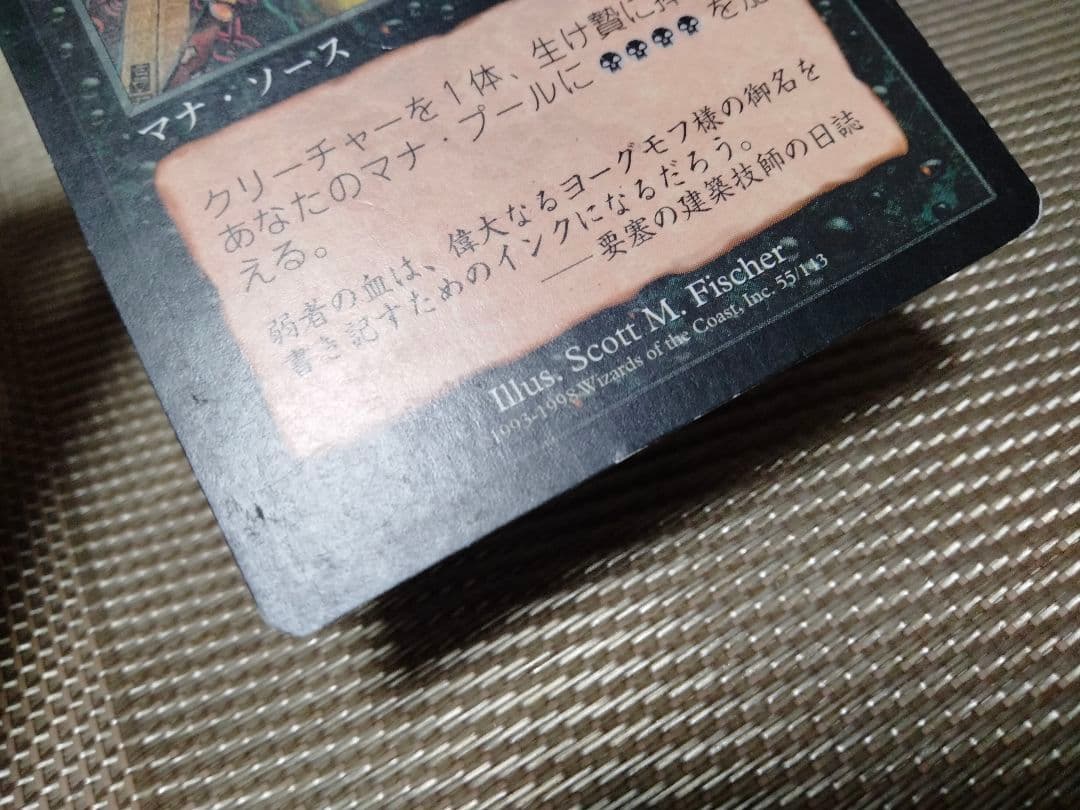 マナ・ソース
クリーチャーを1体、生け贄に
あなたのマナ・プールに を
える。
弱者の血は、偉大なるヨーグモフ様の御名を
書き記すためのインクになるだろう。
——要塞の建築技師の日誌
Illus. Scott M. Fischer
1993-1998 Wizards of the Coast, Inc. 55/143